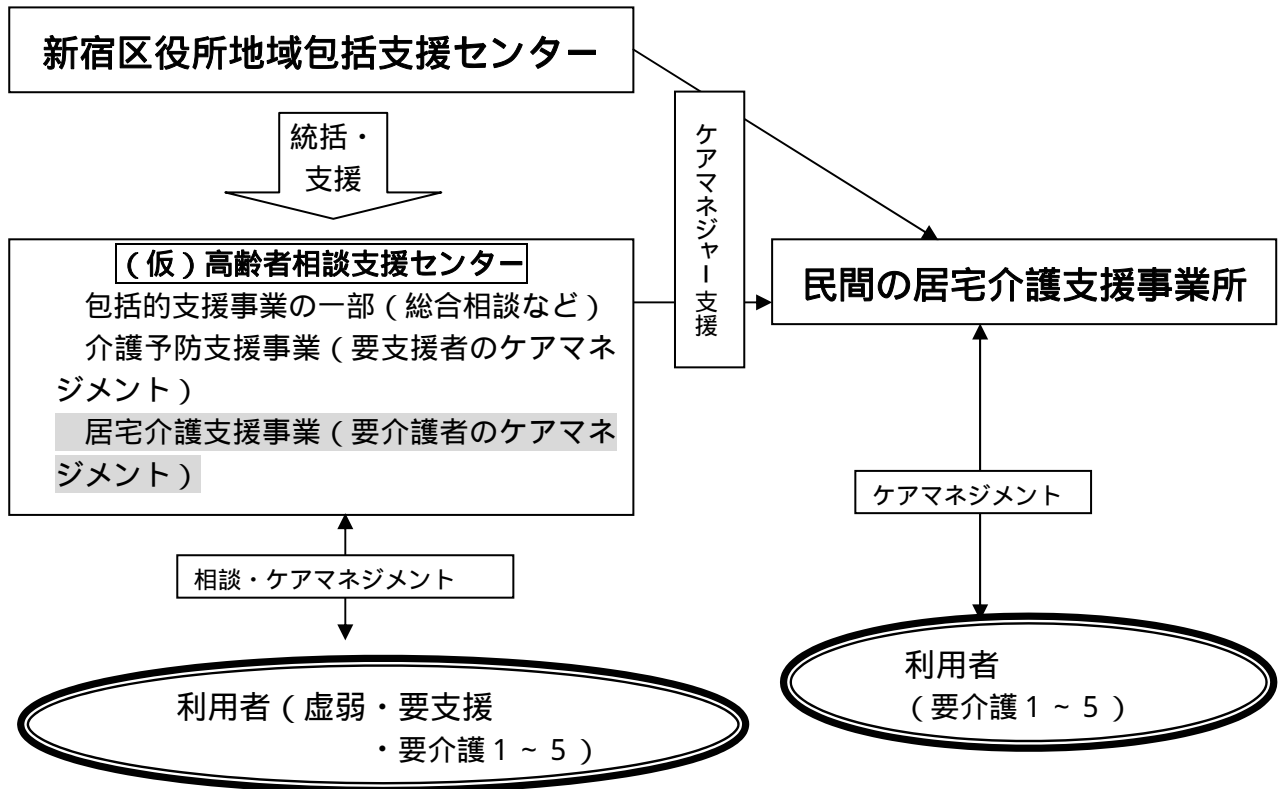 新宿区役所地域包括支援センター
統括・
支援
ケアマネジャー支援
(仮)高齢者相談支援センター
包括的支援事業の一部(総合相談など)
介護予防支援事業(要支援者のケアマネ
ジメント)
居宅介護支援事業(要介護者のケアマネ
ジメント)
民間の居宅介護支援事業所
相談・ケアマネジメント
ケアマネジメント
利用者(虚弱・要支援
・要介護1~5)
利用者
(要介護1~5)